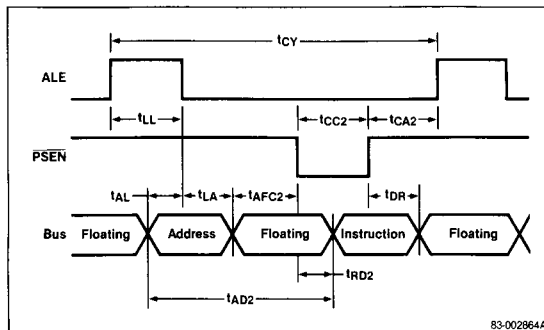 tCY
ALE
tLL
tCC2
tCA2
PSEN
tAL
tLA
tAFC2
tDR
Bus
Floating
Address
Floating
Instruction
Floating
tRD2
tAD2
83-002864A